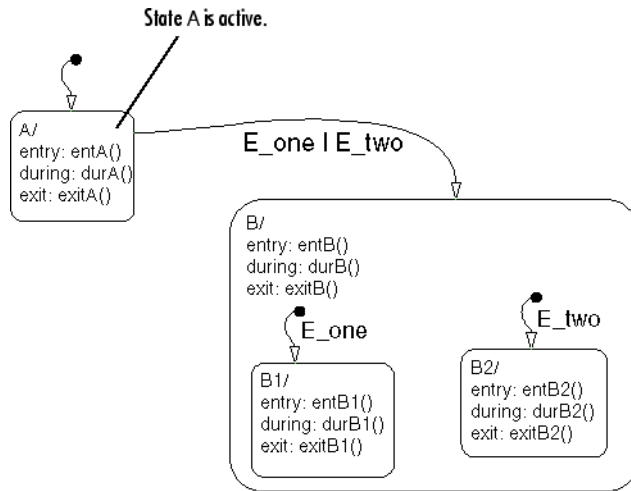 State A is active.
A/
entry: entA()
during: durA()
exit: exitA()
E_one | E_two
B/
entry: entB()
during: durB()
exit: exitB()
E_one
E_two
B1/
entry: entB1()
during: durB1()
exit: exitB1()
B2/
entry: entB2()
during: durB2()
exit: exitB2()